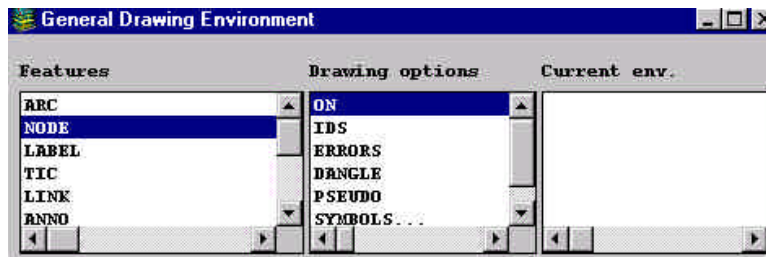 General Drawing Environment
Features
Drawing options
Current env.
ARC
NODE
LABEL
TIC
LINK
ANNO
ON
IDS
ERRORS
DANGLE
PSEUDO
SYMBOLS...